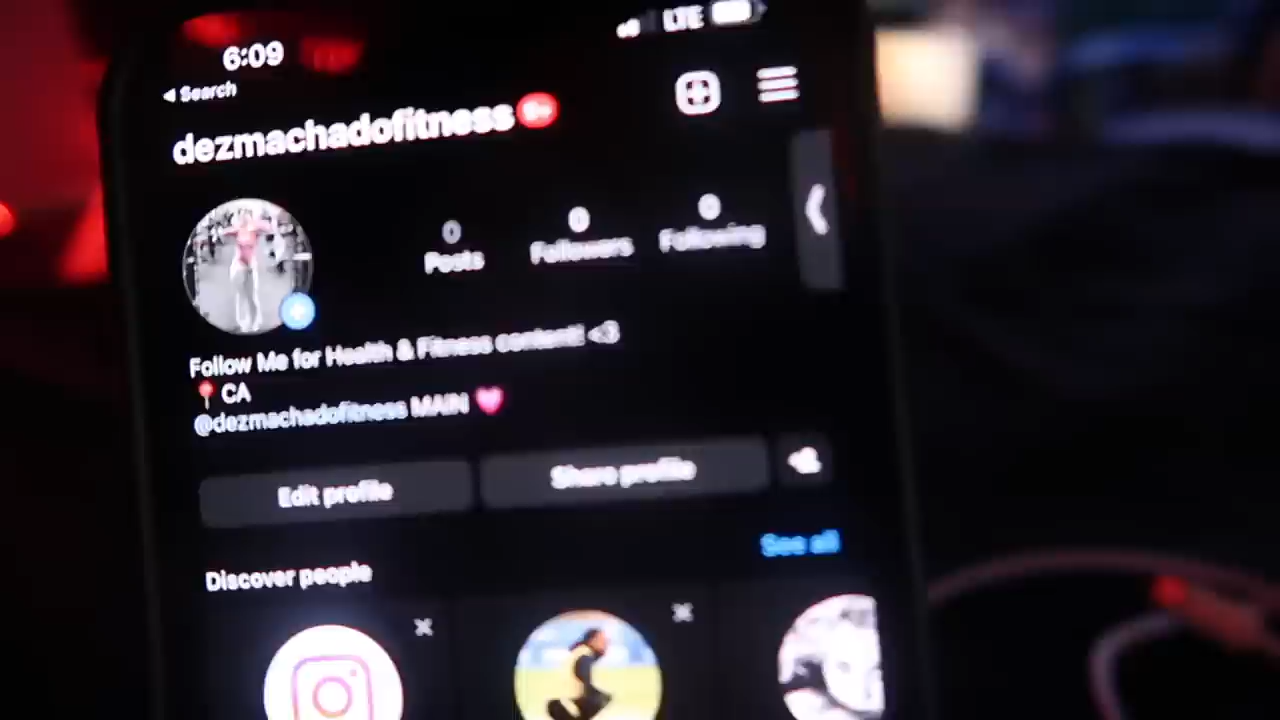 6:09
LTE
Search
dezmachadofitness 9+
0 0 0
Posts Followers Following
Follow Me for Health & Fitness content! <3
📍 CA
@dezmachadofitness MAIN 💗
Edit profile Share profile
See all
Discover people